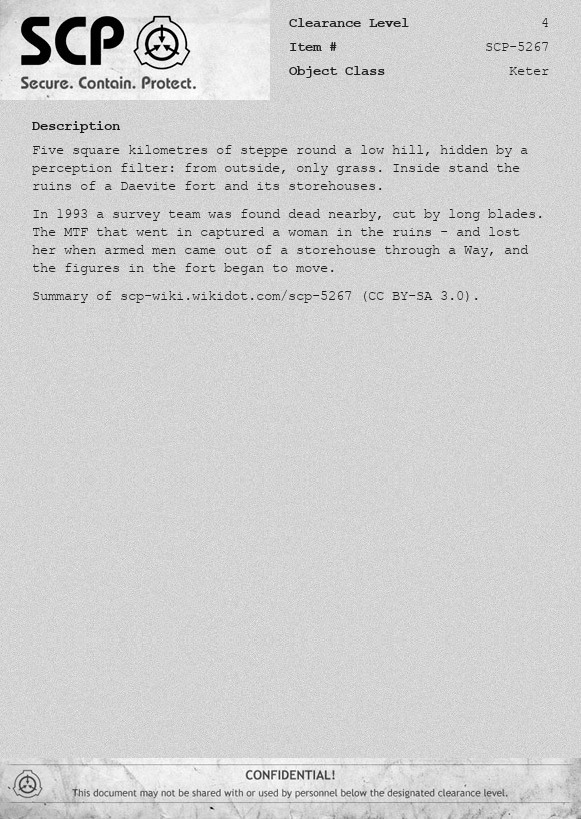 SCP
Secure. Contain. Protect.
Clearance Level 4
Item # SCP-5267
Object Class Keter
Description
Five square kilometres of steppe round a low hill, hidden by a
perception filter: from outside, only grass. Inside stand the
ruins of a Daevite fort and its storehouses.
In 1993 a survey team was found dead nearby, cut by long blades.
The MTF that went in captured a woman in the ruins – and lost
her when armed men came out of a storehouse through a Way, and
the figures in the fort began to move.
Summary of scp-wiki.wikidot.com/scp-5267 (CC BY-SA 3.0).
CONFIDENTIAL!
This document may not be shared with or used by personnel below the designated clearance level.